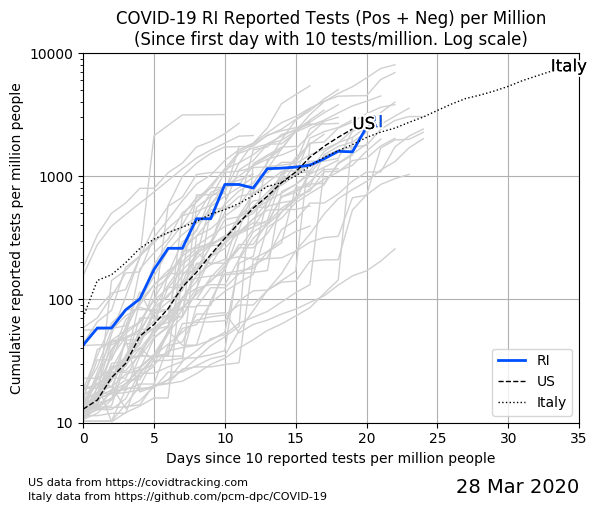 COVID-19 RI Reported Tests (Pos + Neg) per Million
(Since first day with 10 tests/million. Log scale)
Cumulative reported tests per million people
10000
1000
100
10
Italy
US
RI
RI
US
Italy
0 5 10 15 20 25 30 35
Days since 10 reported tests per million people
US data from https://covidtracking.com
Italy data from https://github.com/pcm-dpc/COVID-19
28 Mar 2020